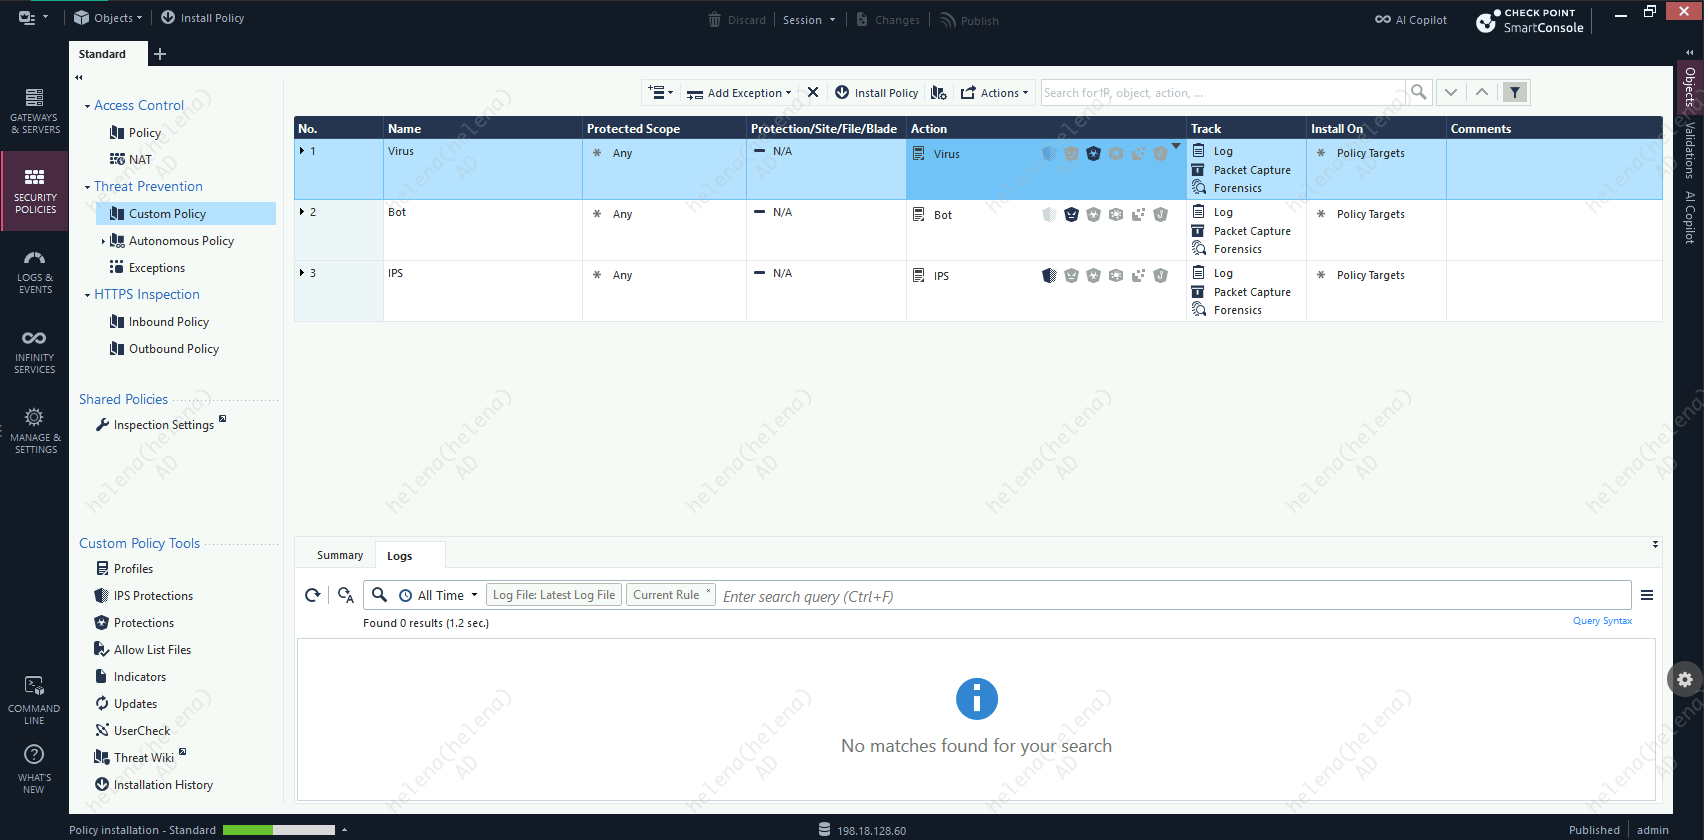 Objects
Install Policy
Discard
Session
Changes
Publish
AI Copilot
CHECK POINT
SmartConsole
Standard
GATEWAYS
& SERVERS
SECURITY
POLICIES
LOGS &
EVENTS
INFINITY
SERVICES
MANAGE &
SETTINGS
COMMAND
LINE
WHAT'S
NEW
Access Control
Policy
NAT
Threat Prevention
Custom Policy
Autonomous Policy
Exceptions
HTTPS Inspection
Inbound Policy
Outbound Policy
Shared Policies
Inspection Settings
Custom Policy Tools
Profiles
IPS Protections
Protections
Allow List Files
Indicators
Updates
UserCheck
Threat Wiki
Installation History
Add Exception
Install Policy
Actions
Search for IP, object, action, ...
No. Name Protected Scope Protection/Site/File/Blade Action Track Install On Comments
1 Virus * Any N/A Virus Log * Policy Targets
Packet Capture
Forensics
2 Bot * Any N/A Bot Log * Policy Targets
Packet Capture
Forensics
3 IPS * Any N/A IPS Log * Policy Targets
Packet Capture
Forensics
Summary
Logs
All Time
Log File: Latest Log File
Current Rule
Enter search query (Ctrl+F)
Found 0 results (1.2 sec.)
Query Syntax
No matches found for your search
Objects
Validations
AI Copilot
Policy installation - Standard
198.18.128.60
Published
admin
helena(helena)
AD